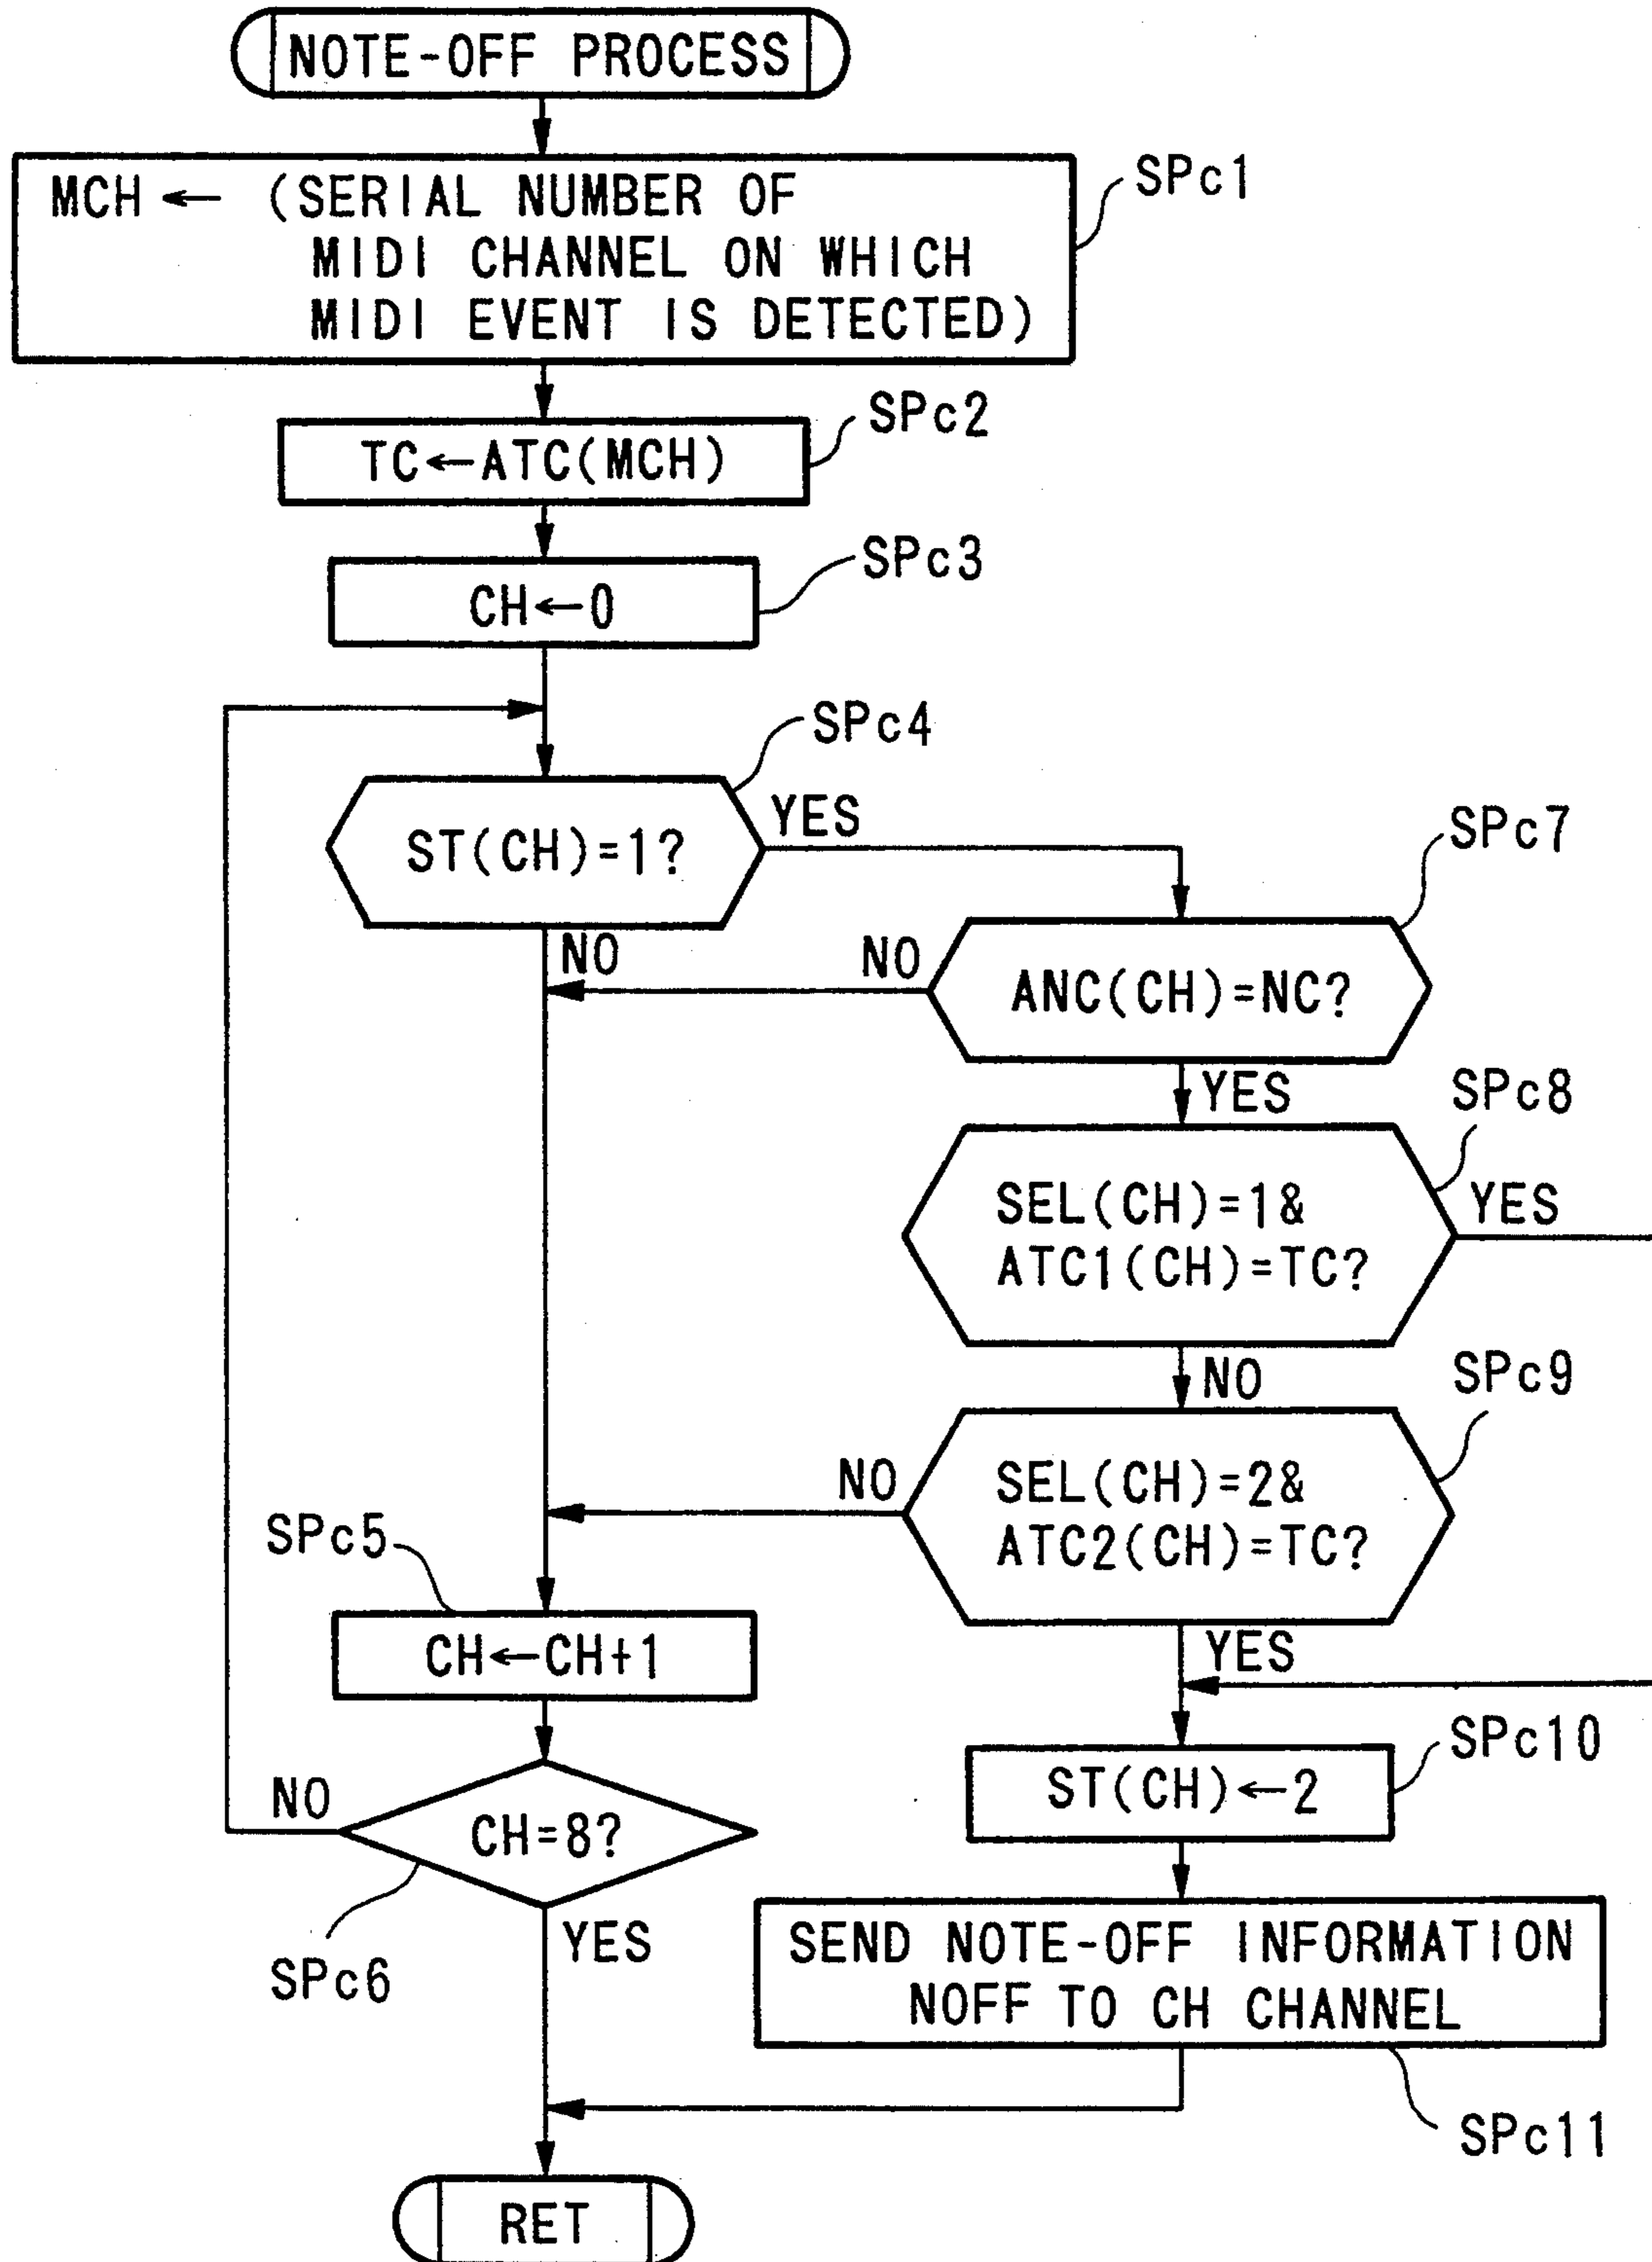 NOTE-OFF PROCESS
MCH ← (SERIAL NUMBER OF
MIDI CHANNEL ON WHICH
MIDI EVENT IS DETECTED)
SPc1
TC←ATC(MCH)
SPc2
CH←0
SPc3
SPc4
ST(CH)=1?
YES
NO
SPc7
ANC(CH)=NC?
NO
YES
SPc8
SEL(CH)=1&
ATC1(CH)=TC?
YES
NO
SPc9
SEL(CH)=2&
ATC2(CH)=TC?
NO
YES
SPc5
CH←CH+1
CH=8?
NO
YES
SPc6
SPc10
ST(CH)←2
SEND NOTE-OFF INFORMATION
NOFF TO CH CHANNEL
SPc11
RET